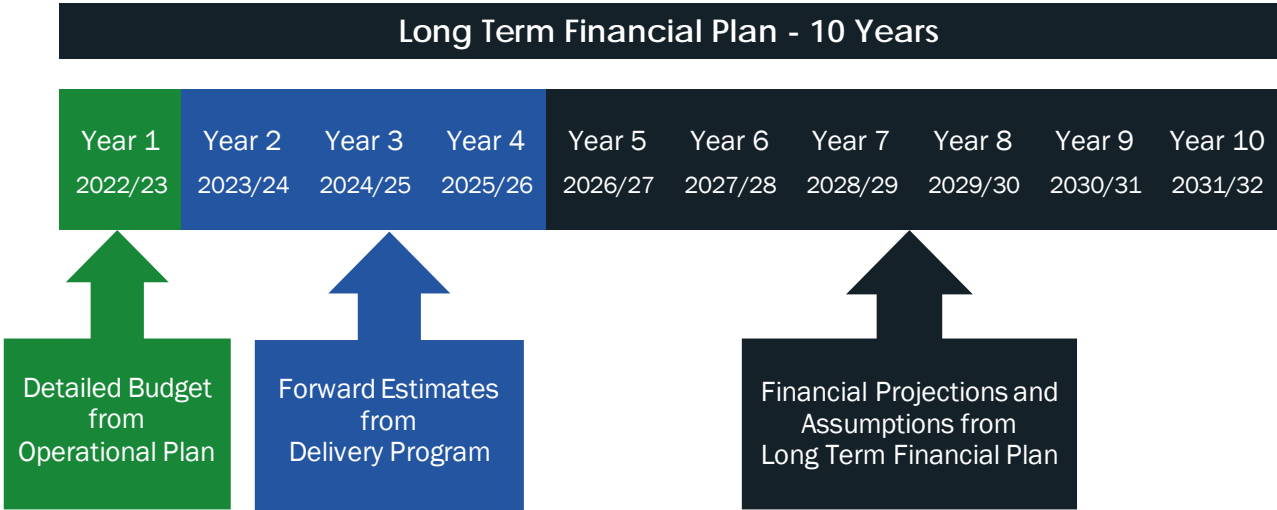 Long Term Financial Plan - 10 Years
Year 1 Year 2 Year 3 Year 4 Year 5 Year 6 Year 7 Year 8 Year 9 Year 10
2022/23 2023/24 2024/25 2025/26 2026/27 2027/28 2028/29 2029/30 2030/31 2031/32
Detailed Budget
from
Operational Plan
Forward Estimates
from
Delivery Program
Financial Projections and
Assumptions from
Long Term Financial Plan